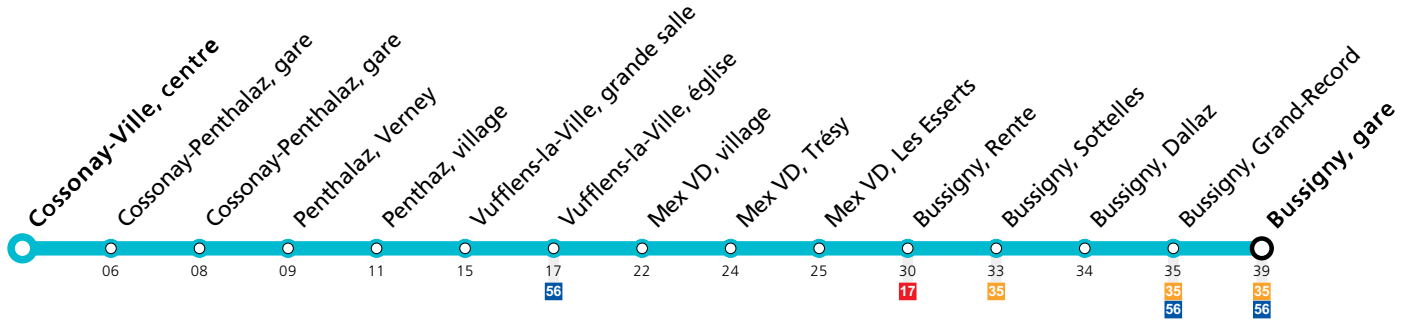 Cossonay-Ville, centre
Cossonay-Penthalaz, gare
Cossonay-Penthalaz, gare
Penthalaz, Verney
Penthaz, village
Vufflens-la-Ville, grande salle
Vufflens-la-Ville, église
Mex VD, village
Mex VD, Trésy
Mex VD, Les Esserts
Bussigny, Rente
Bussigny, Sottelles
Bussigny, Dallaz
Bussigny, Grand-Record
Bussigny, gare
06 08 09 11 15 17 22 24 25 30 33 34 35 39
56 17 35 35 35
56 56